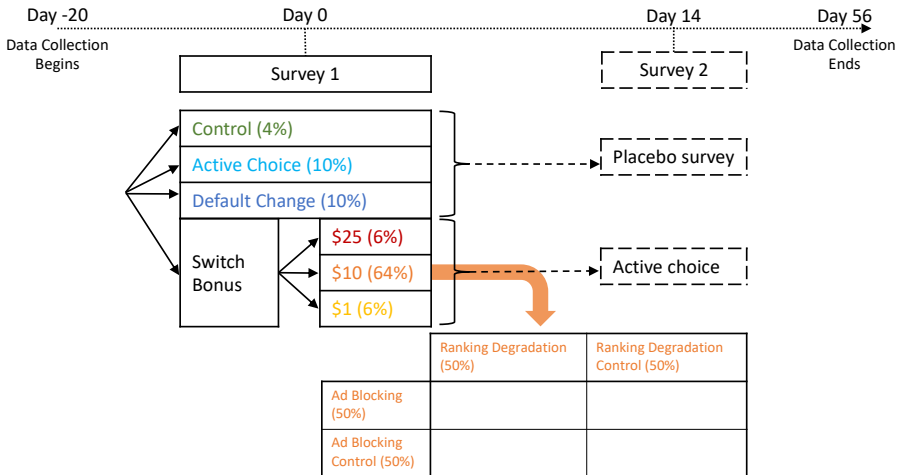 Day -20
Day 0
Day 14
Day 56
Data Collection
Begins
Data Collection
Ends
Survey 1
Survey 2
Control (4%)
Active Choice (10%)
Default Change (10%)
Placebo survey
Switch
Bonus
$25 (6%)
$10 (64%)
$1 (6%)
Active choice
Ranking Degradation
(50%)
Ranking Degradation
Control (50%)
Ad Blocking
(50%)
Ad Blocking
Control (50%)